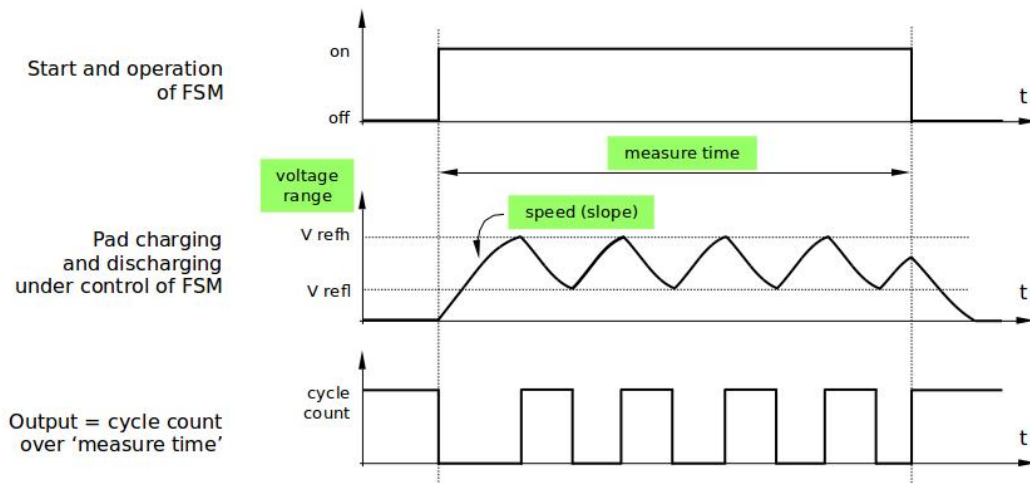 Start and operation
of FSM
on
off
t
measure time
voltage
range
speed (slope)
Pad charging
and discharging
under control of FSM
V refh
V refl
t
Output = cycle count
over ‘measure time’
cycle
count
t